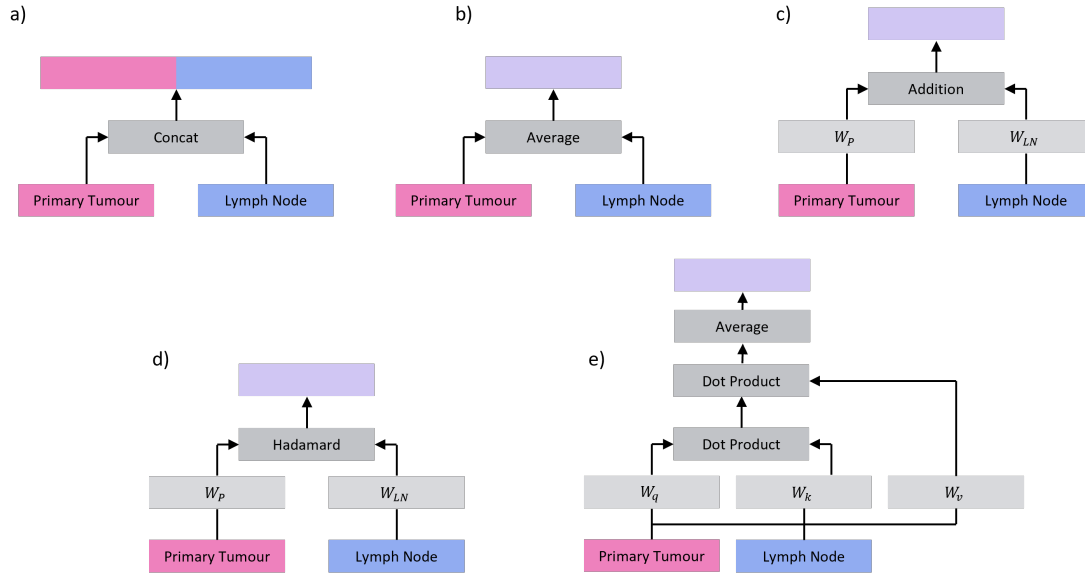 a)
Concat
Primary Tumour
Lymph Node
b)
Average
Primary Tumour
Lymph Node
c)
Addition
W_P
W_LN
Primary Tumour
Lymph Node
d)
Hadamard
W_P
W_LN
Primary Tumour
Lymph Node
e)
Average
Dot Product
Dot Product
W_q
W_k
W_v
Primary Tumour
Lymph Node